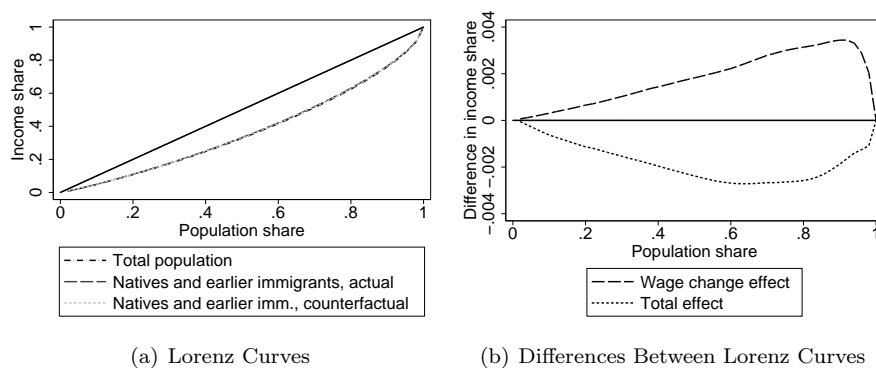 Income share
0 .2 .4 .6 .8 1
0 .2 .4 .6 .8 1
Population share
Total population
Natives and earlier immigrants, actual
Natives and earlier imm., counterfactual
(a) Lorenz Curves
Difference in income share
-.004 -.002 0 .002 .004
0 .2 .4 .6 .8 1
Population share
Wage change effect
Total effect
(b) Differences Between Lorenz Curves